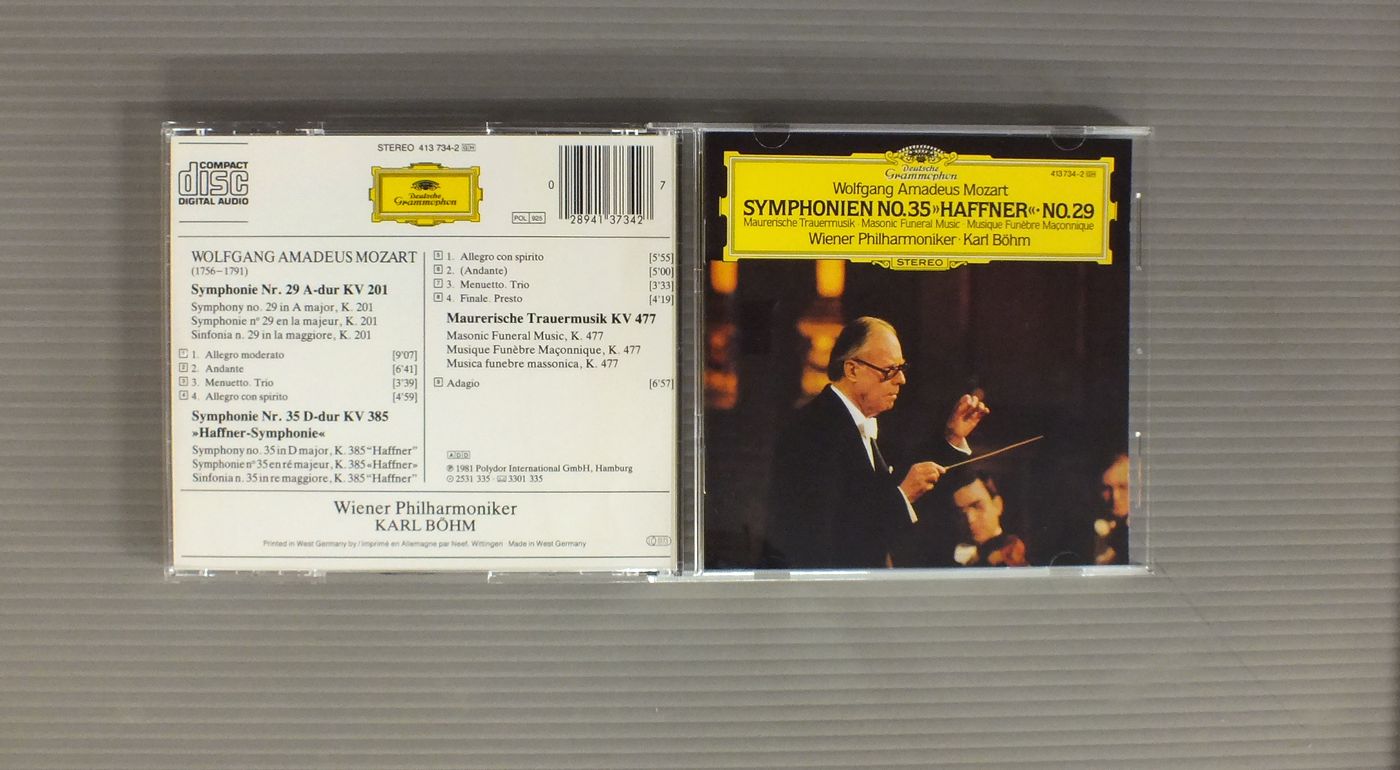 COMPACT
disc
DIGITAL AUDIO
STEREO 413 734-2 GH
Deutsche
Grammophon
POL 925
0 28941 37342 7
WOLFGANG AMADEUS MOZART
(1756–1791)
Symphonie Nr. 29 A-dur KV 201
Symphony no. 29 in A major, K. 201
Symphonie nº 29 en la majeur, K. 201
Sinfonia n. 29 in la maggiore, K. 201
1 1. Allegro moderato [9'07]
2 2. Andante [6'41]
3 3. Menuetto. Trio [3'39]
4 4. Allegro con spirito [4'59]
Symphonie Nr. 35 D-dur KV 385
»Haffner-Symphonie«
Symphony no. 35 in D major, K. 385 “Haffner”
Symphonie nº 35 en ré majeur, K. 385 «Haffner»
Sinfonia n. 35 in re maggiore, K. 385 “Haffner”
5 1. Allegro con spirito [5'55]
6 2. (Andante) [5'00]
7 3. Menuetto. Trio [3'33]
8 4. Finale. Presto [4'19]
Maurerische Trauermusik KV 477
Masonic Funeral Music, K. 477
Musique Funèbre Maçonnique, K. 477
Musica funebre massonica, K. 477
9 Adagio [6'57]
ADD
℗ 1981 Polydor International GmbH, Hamburg
2531 335 · 3301 335
Wiener Philharmoniker
KARL BÖHM
Printed in West Germany by / Imprimé en Allemagne par Neef, Wittingen · Made in West Germany
Deutsche
Grammophon
413 734-2 GH
Wolfgang Amadeus Mozart
SYMPHONIEN NO.35 »HAFFNER«·NO.29
Maurerische Trauermusik · Masonic Funeral Music · Musique Funèbre Maçonnique
Wiener Philharmoniker · Karl Böhm
STEREO